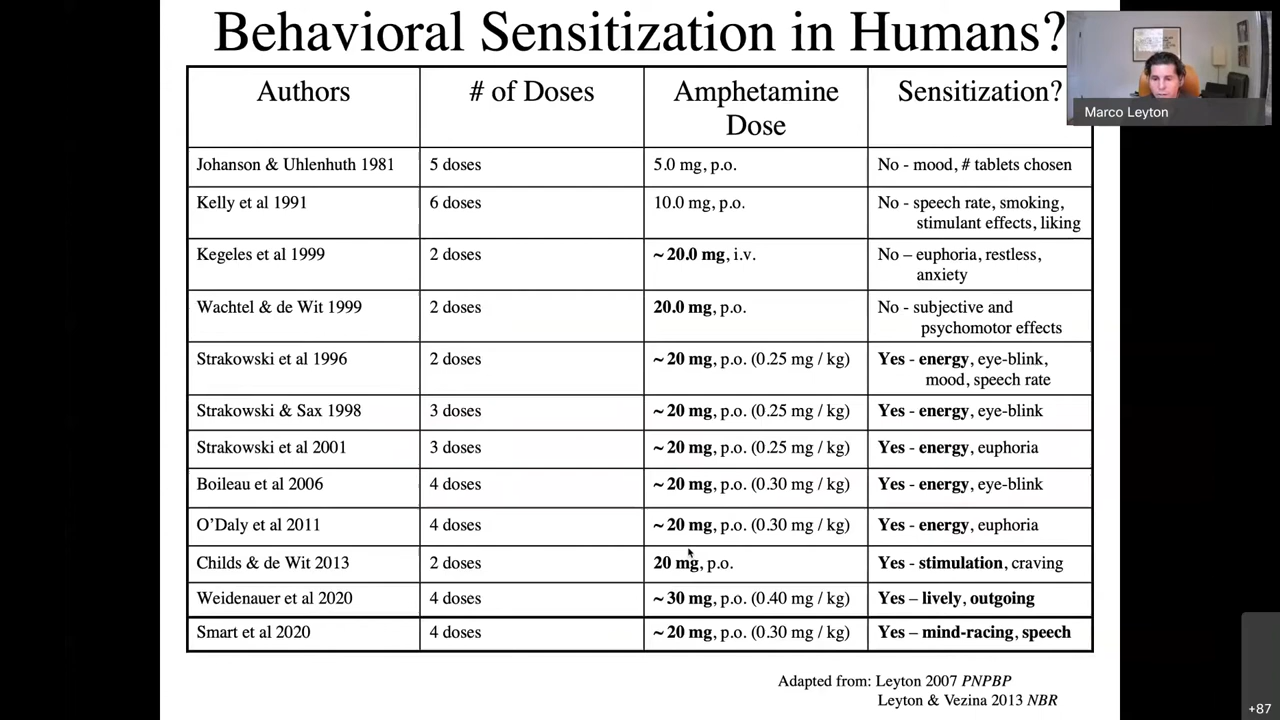 Behavioral Sensitization in Humans?
Marco Leyton
Authors # of Doses Amphetamine Dose Sensitization?
Johanson & Uhlenhuth 1981 5 doses 5.0 mg, p.o. No - mood, # tablets chosen
Kelly et al 1991 6 doses 10.0 mg, p.o. No - speech rate, smoking,
stimulant effects, liking
Kegeles et al 1999 2 doses ~ 20.0 mg, i.v. No – euphoria, restless,
anxiety
Wachtel & de Wit 1999 2 doses 20.0 mg, p.o. No - subjective and
psychomotor effects
Strakowski et al 1996 2 doses ~ 20 mg, p.o. (0.25 mg / kg) Yes - energy, eye-blink,
mood, speech rate
Strakowski & Sax 1998 3 doses ~ 20 mg, p.o. (0.25 mg / kg) Yes - energy, eye-blink
Strakowski et al 2001 3 doses ~ 20 mg, p.o. (0.25 mg / kg) Yes - energy, euphoria
Boileau et al 2006 4 doses ~ 20 mg, p.o. (0.30 mg / kg) Yes - energy, eye-blink
O’Daly et al 2011 4 doses ~ 20 mg, p.o. (0.30 mg / kg) Yes - energy, euphoria
Childs & de Wit 2013 2 doses 20 mg, p.o. Yes - stimulation, craving
Weidenauer et al 2020 4 doses ~ 30 mg, p.o. (0.40 mg / kg) Yes – lively, outgoing
Smart et al 2020 4 doses ~ 20 mg, p.o. (0.30 mg / kg) Yes – mind-racing, speech
Adapted from: Leyton 2007 PNPBP
Leyton & Vezina 2013 NBR
+87